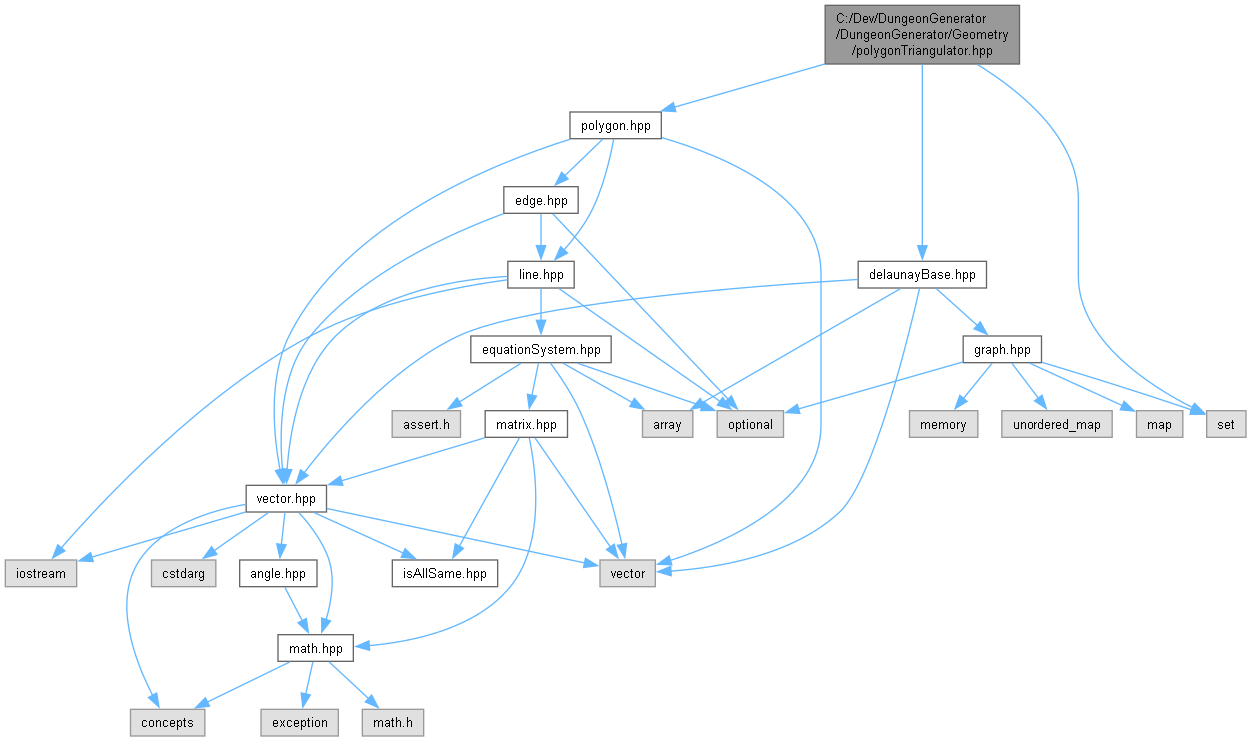 C:/Dew/DungeonGenerator
/DungeonGenerator/Geometry
/polygonTriangulator.hpp
polygon.hpp
edge.hpp
line.hpp
delaunayBase.hpp
equationSystem.hpp
graph.hpp
assert.h
matrix.hpp
array
optional
memory
unordered_map
map
set
vector.hpp
iostream
cstdarg
angle.hpp
isAllSame.hpp
vector
math.hpp
concepts
exception
math.h